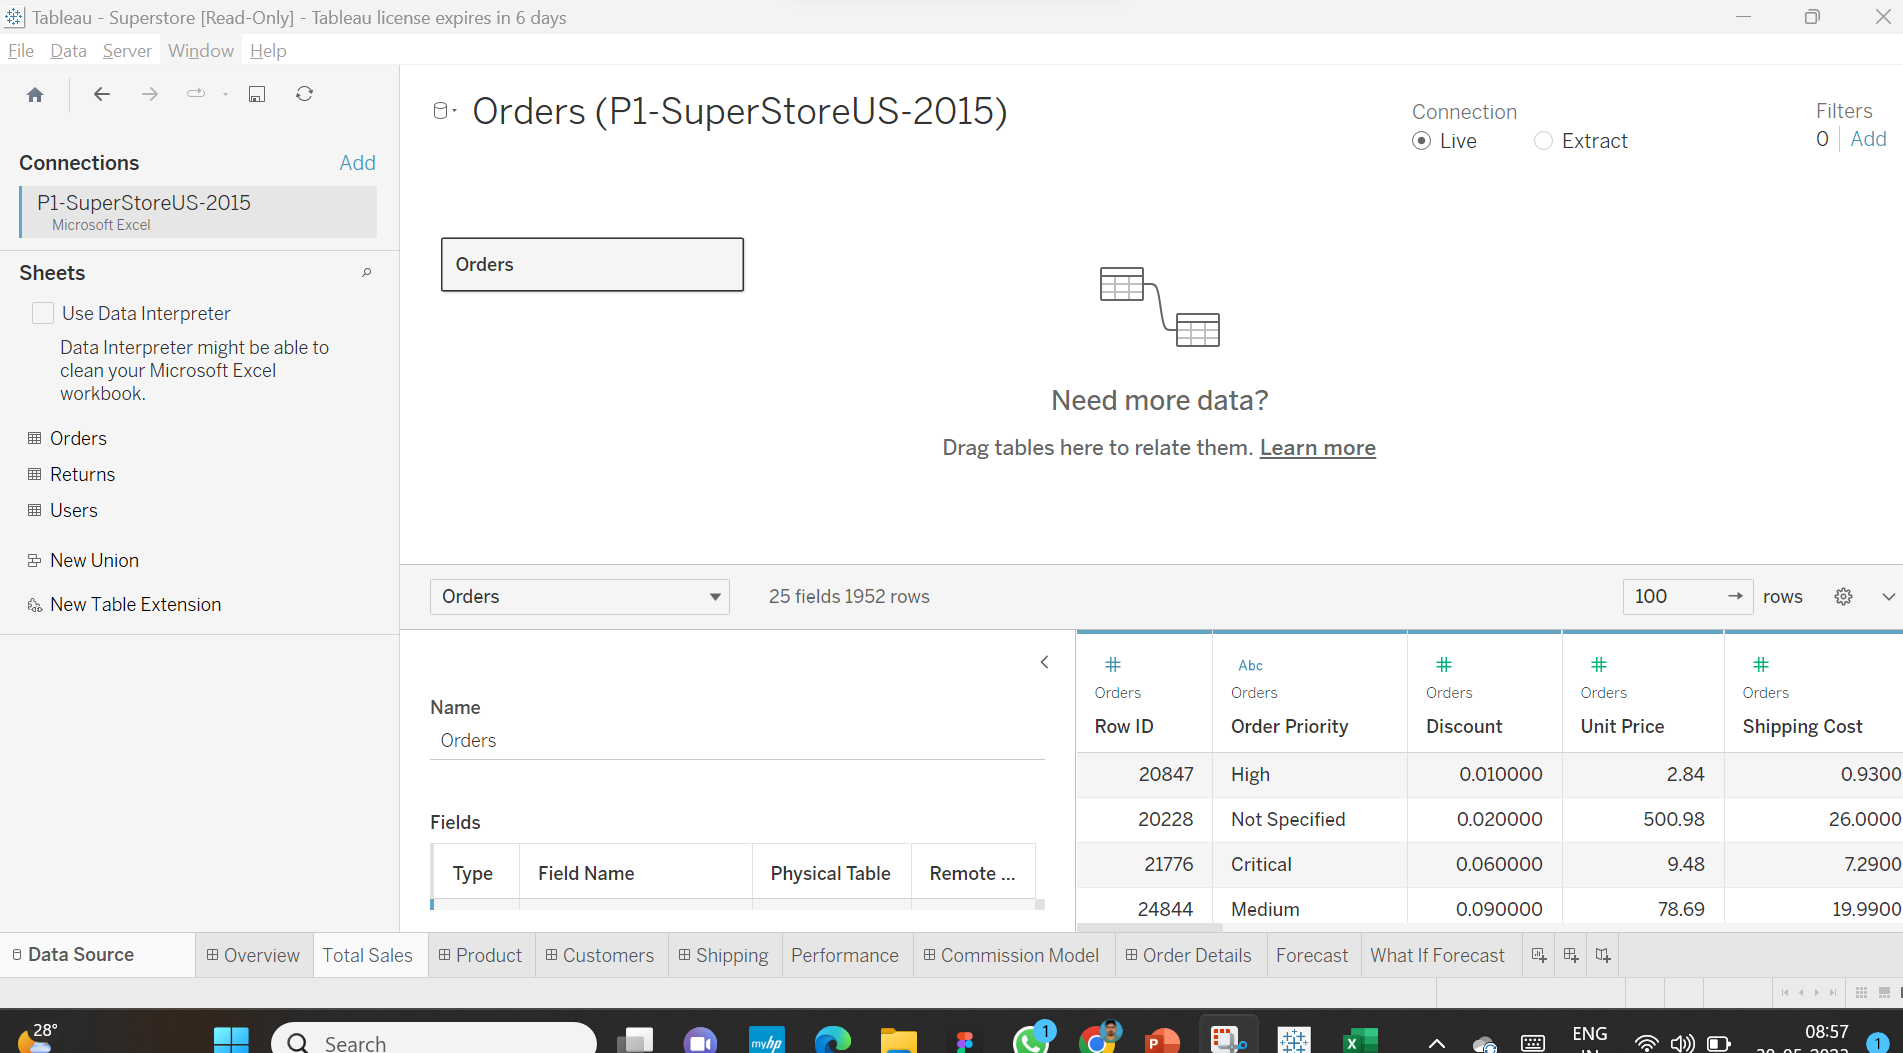 Tableau - Superstore [Read-Only] - Tableau license expires in 6 days
File Data Server Window Help
Connections Add
P1-SuperStoreUS-2015
Microsoft Excel
Sheets
Use Data Interpreter
Data Interpreter might be able to
clean your Microsoft Excel
workbook.
Orders
Returns
Users
New Union
New Table Extension
Orders (P1-SuperStoreUS-2015)
Connection
Live Extract
Filters
0 Add
Orders
Need more data?
Drag tables here to relate them. Learn more
Orders 25 fields 1952 rows 100 rows
Name
Orders
Fields
Type Field Name Physical Table Remote ...
# Abc # # #
Orders Orders Orders Orders Orders
Row ID Order Priority Discount Unit Price Shipping Cost
20847 High 0.010000 2.84 0.9300
20228 Not Specified 0.020000 500.98 26.0000
21776 Critical 0.060000 9.48 7.2900
24844 Medium 0.090000 78.69 19.9900
Data Source Overview Total Sales Product Customers Shipping Performance Commission Model Order Details Forecast What If Forecast
28°
Search
myhp
1
P
X
ENG
08:57
1